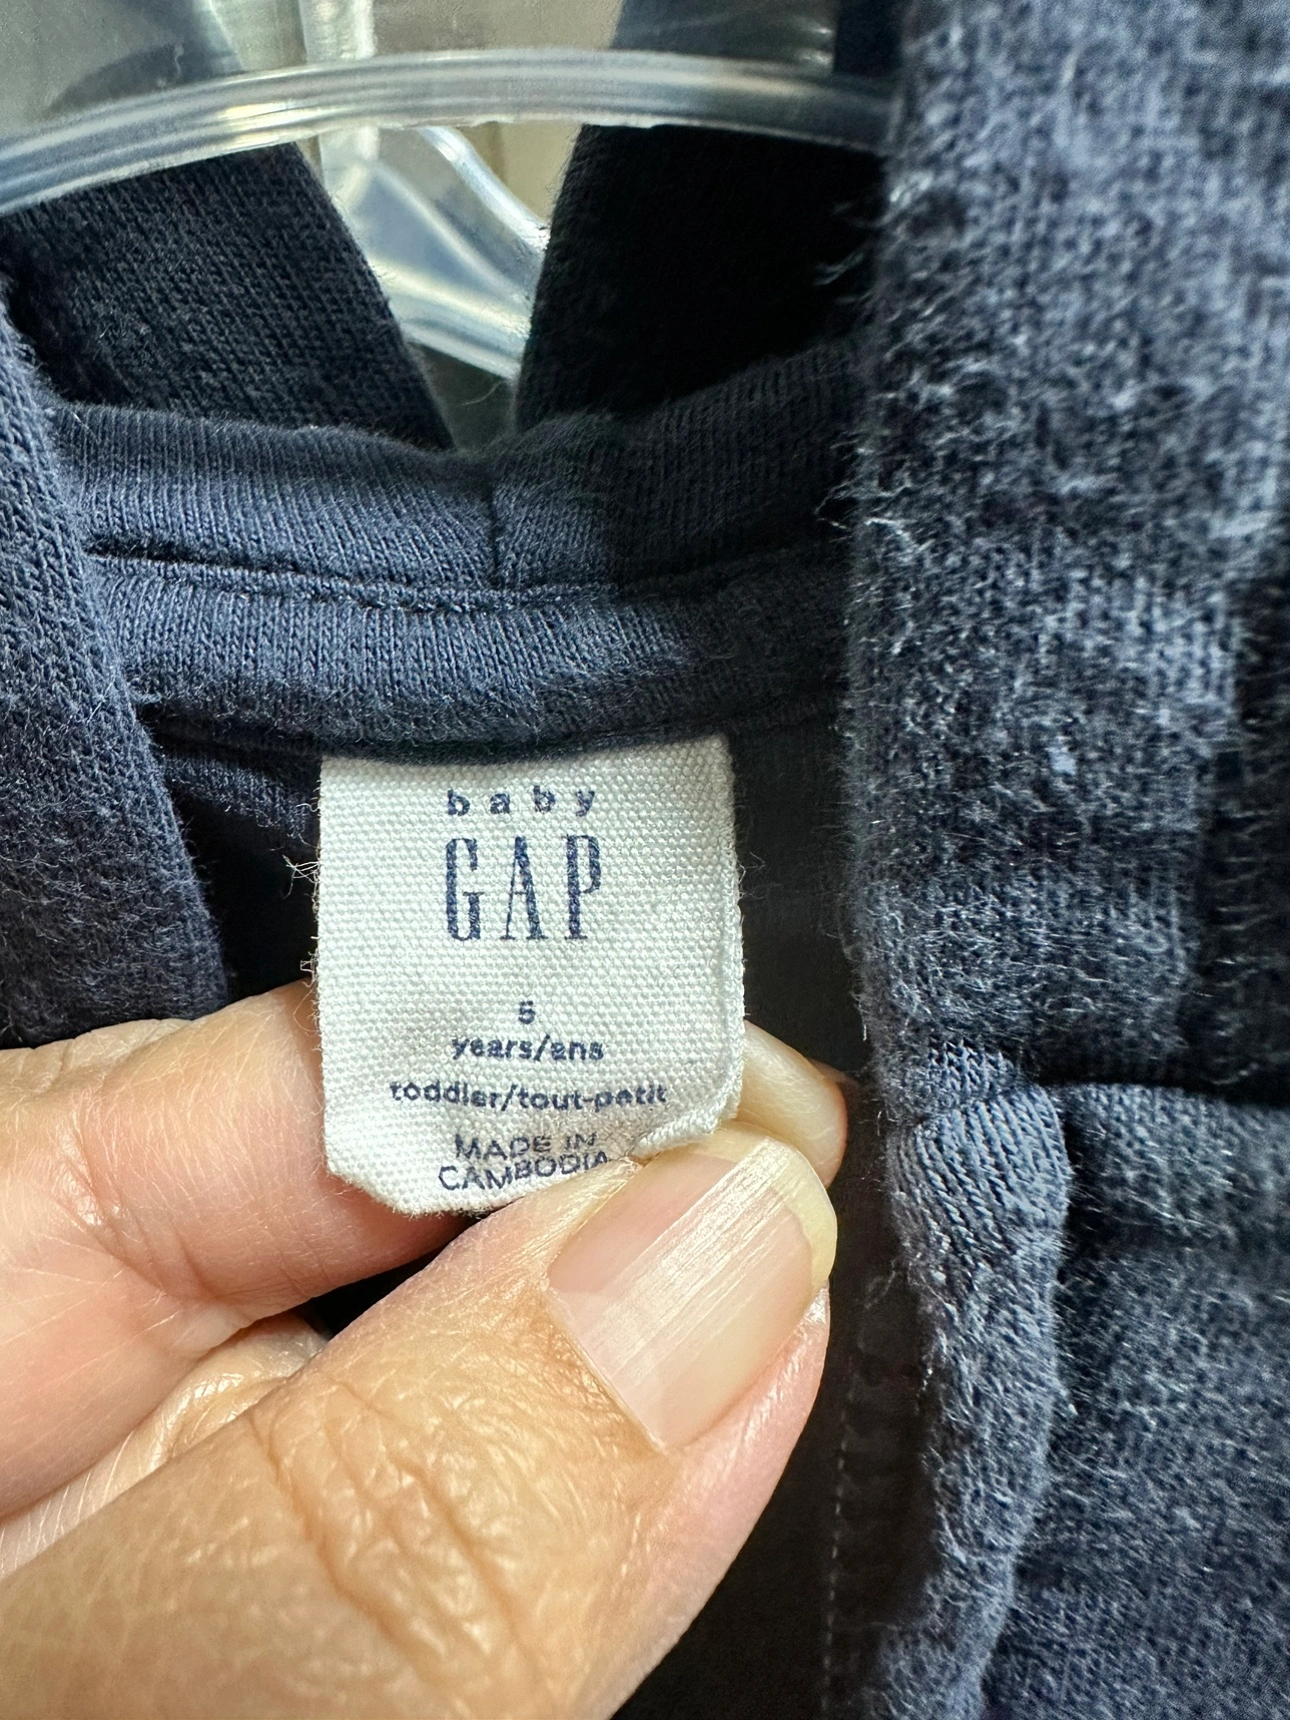 baby
GAP
5
years/ans
toddler/tout-petit
MADE IN
CAMBODIA